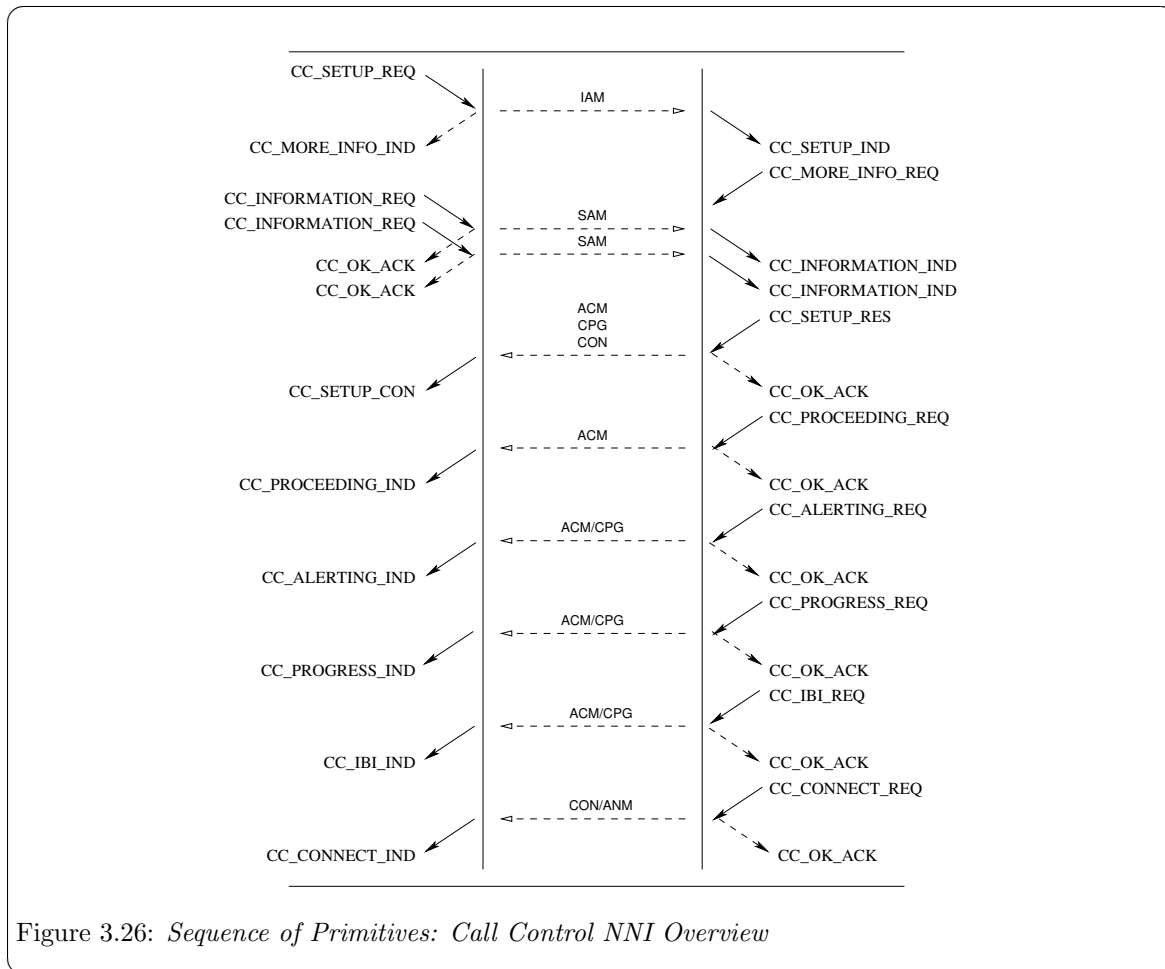 CC_SETUP_REQ
IAM
CC_MORE_INFO_IND
CC_SETUP_IND
CC_MORE_INFO_REQ
CC_INFORMATION_REQ
SAM
CC_INFORMATION_REQ
SAM
CC_OK_ACK
CC_INFORMATION_IND
CC_OK_ACK
CC_INFORMATION_IND
ACM
CC_SETUP_RES
CPG
CON
CC_SETUP_CON
CC_OK_ACK
CC_PROCEEDING_REQ
ACM
CC_PROCEEDING_IND
CC_OK_ACK
CC_ALERTING_REQ
ACM/CPG
CC_ALERTING_IND
CC_OK_ACK
CC_PROGRESS_REQ
ACM/CPG
CC_PROGRESS_IND
CC_OK_ACK
CC_IBI_REQ
ACM/CPG
CC_IBI_IND
CC_OK_ACK
CC_CONNECT_REQ
CON/ANM
CC_CONNECT_IND
CC_OK_ACK
Figure 3.26: Sequence of Primitives: Call Control NNI Overview